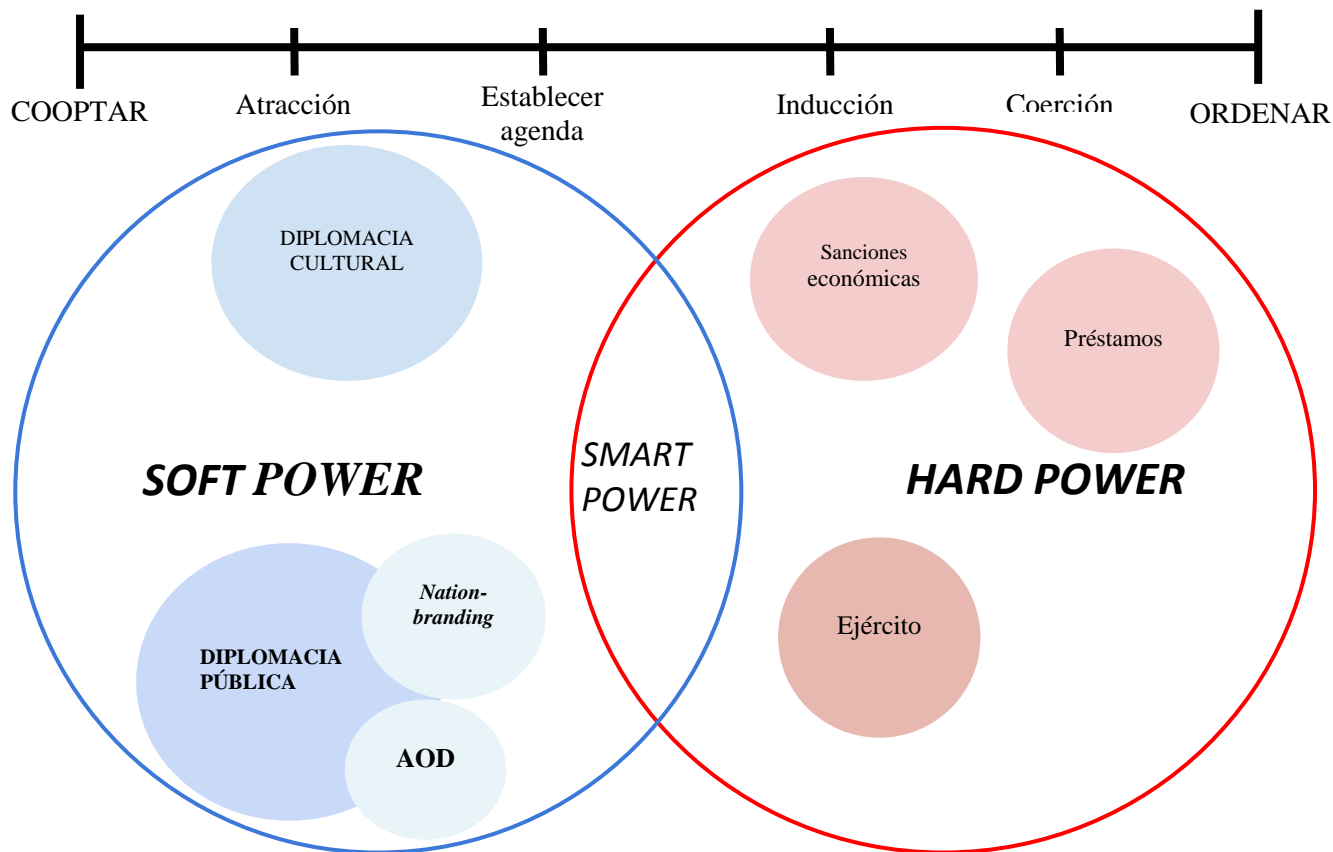 COOPTAR
Atracción
Establecer
agenda
Inducción
Coerción
ORDENAR
DIPLOMACIA
CULTURAL
Sanciones
económicas
Préstamos
SOFT POWER
SMART
POWER
HARD POWER
Nation-
branding
DIPLOMACIA
PÚBLICA
AOD
Ejército